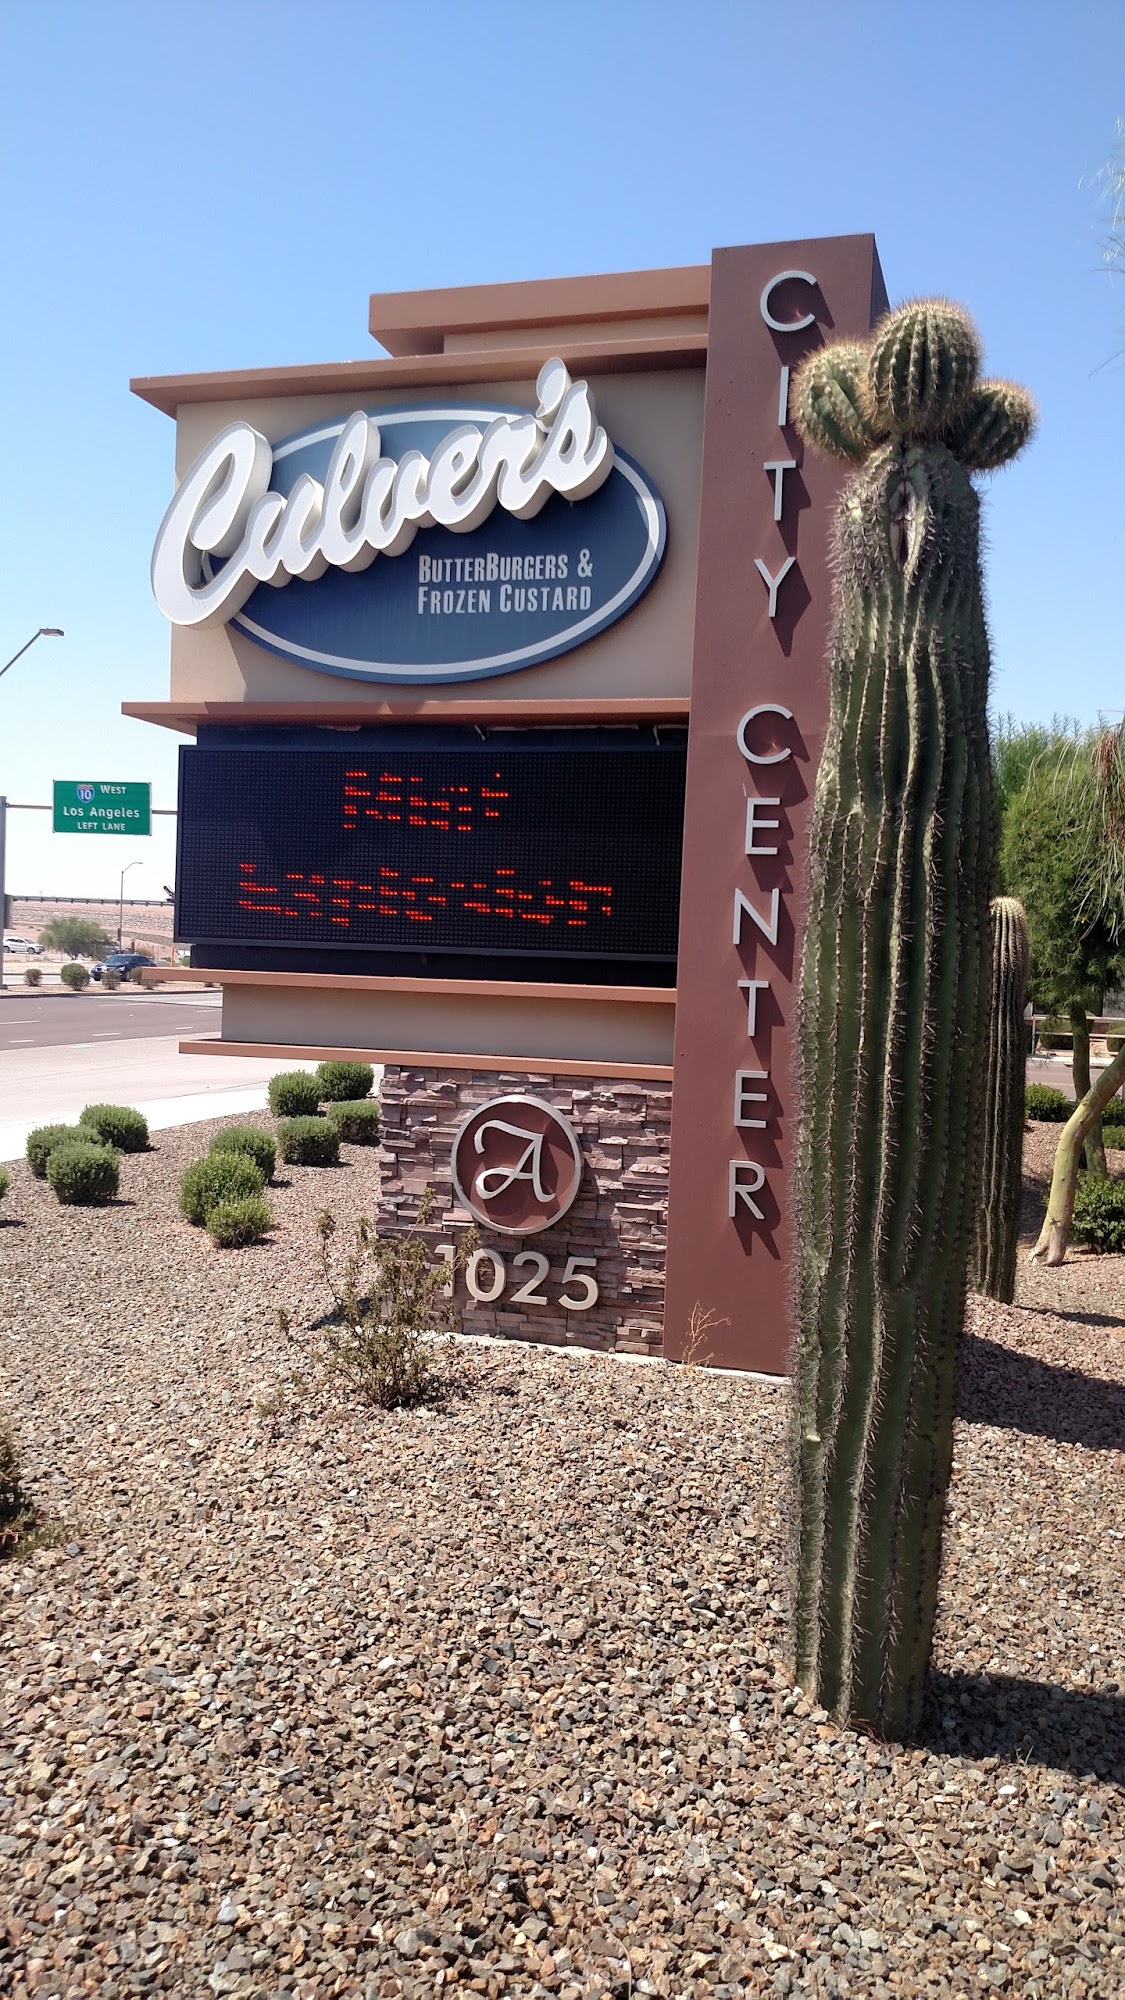 Culver's
BUTTERBURGERS &
FROZEN CUSTARD
CITY CENTER
10 WEST
Los Angeles
LEFT LANE
A
1025